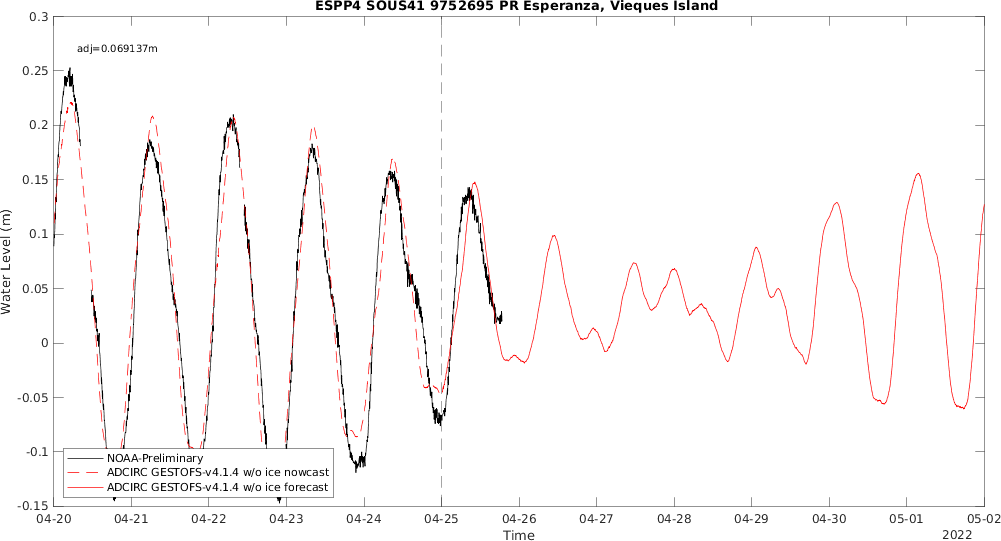 ESPP4 SOUS41 9752695 PR Esperanza, Vieques Island
adj=0.069137m
0.3
0.25
0.2
0.15
0.1
0.05
0
-0.05
-0.1
-0.15
Water Level (m)
NOAA-Preliminary
ADCIRC GESTOFS-v4.1.4 w/o ice nowcast
ADCIRC GESTOFS-v4.1.4 w/o ice forecast
04-20 04-21 04-22 04-23 04-24 04-25 04-26 04-27 04-28 04-29 04-30 05-01 05-02
Time
2022